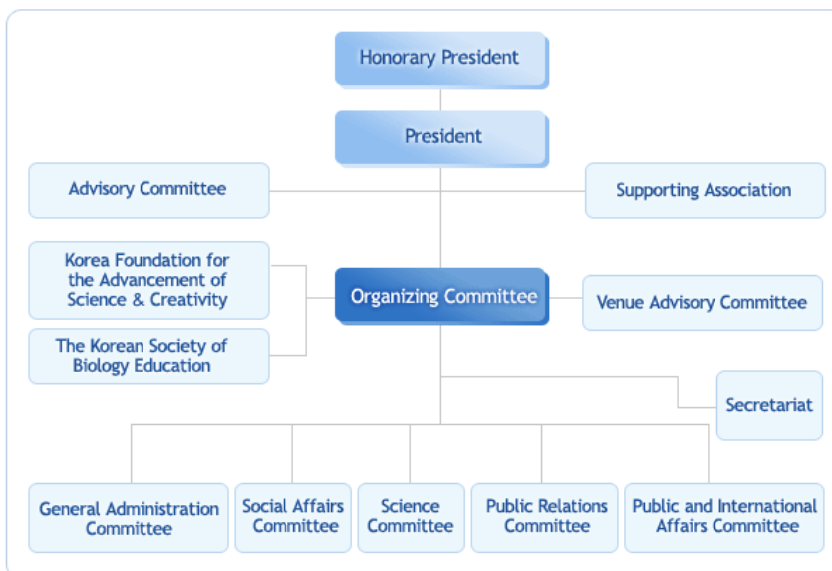 Honorary President
President
Advisory Committee
Supporting Association
Korea Foundation for
the Advancement of
Science & Creativity
Organizing Committee
Venue Advisory Committee
The Korean Society of
Biology Education
Secretariat
General Administration
Committee
Social Affairs
Committee
Science
Committee
Public Relations
Committee
Public and International
Affairs Committee